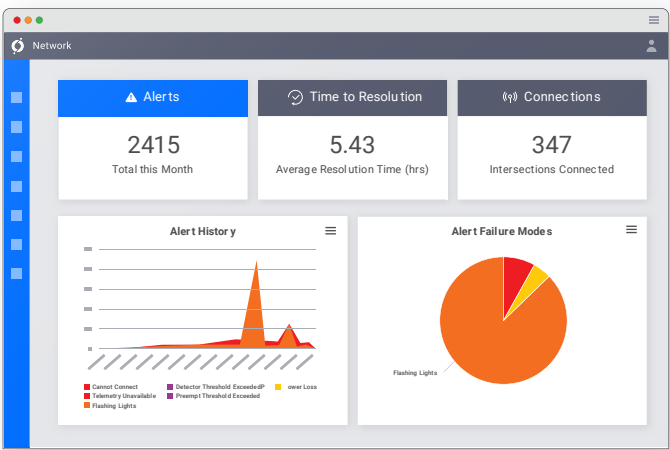 Network
Alerts
2415
Total this Month
Time to Resolution
5.43
Average Resolution Time (hrs)
Connections
347
Intersections Connected
Alert History
Cannot Connect
Detector Threshold ExceededP
ower Loss
Telemetry Unavailable
Preempt Threshold Exceeded
Flashing Lights
Alert Failure Modes
Flashing Lights